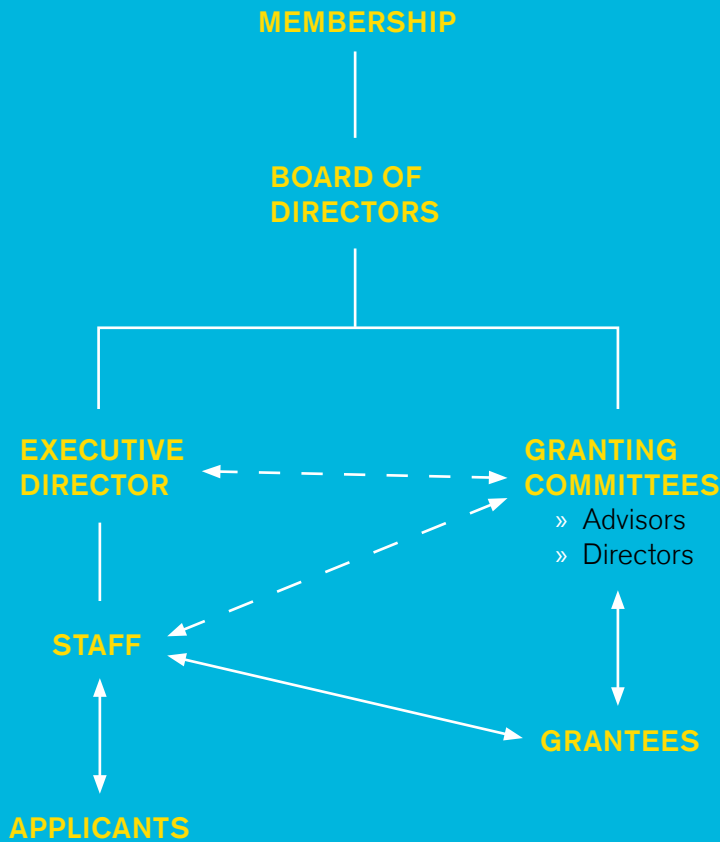 MEMBERSHIP
BOARD OF
DIRECTORS
EXECUTIVE
DIRECTOR
GRANTING
COMMITTEES
» Advisors
» Directors
STAFF
GRANTEES
APPLICANTS